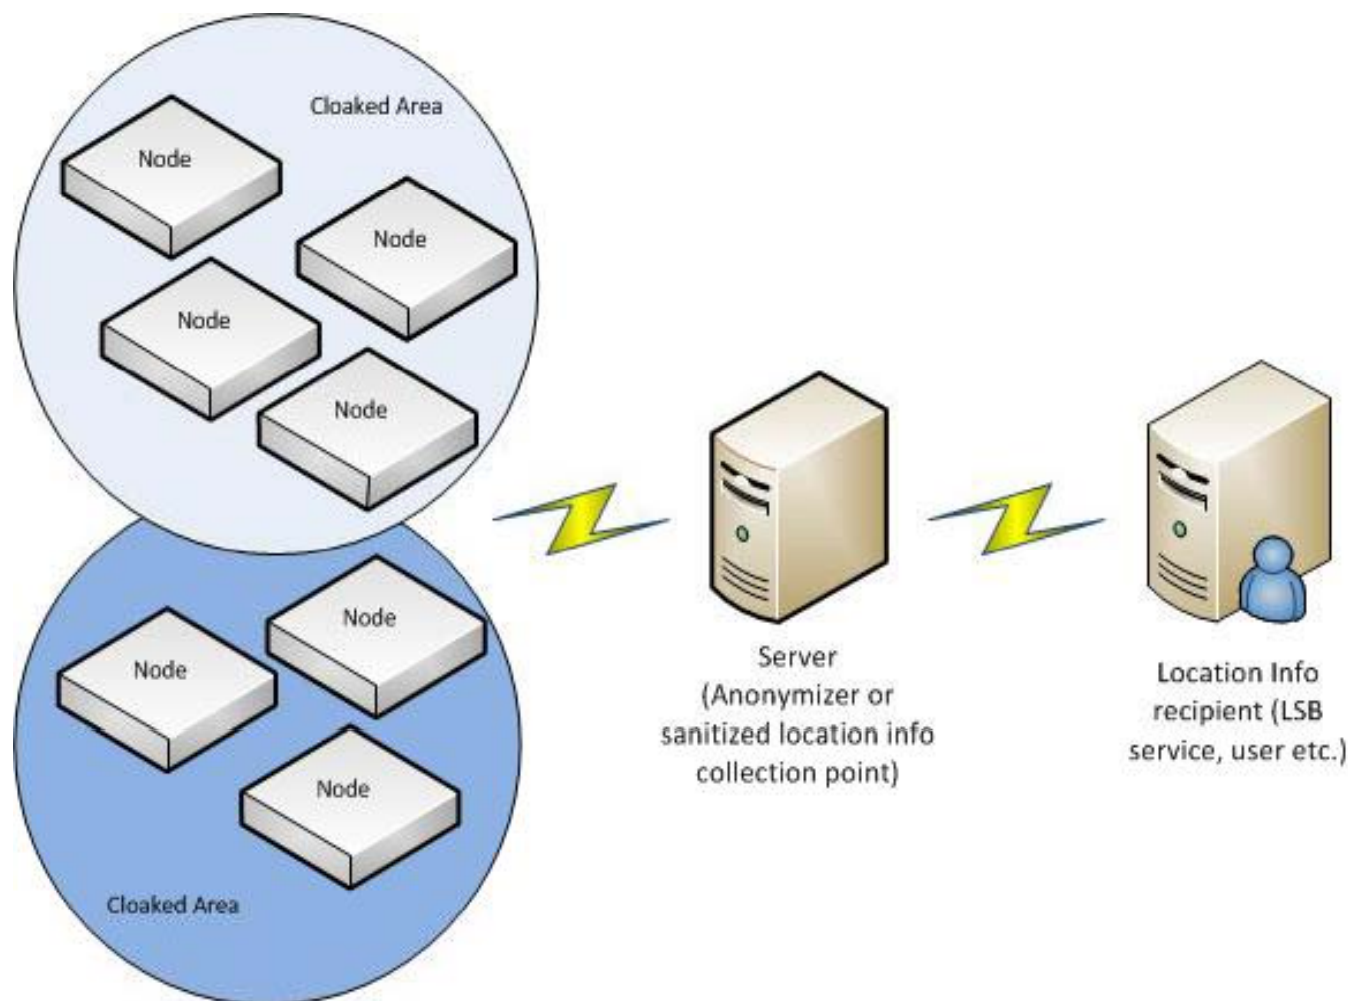 Cloaked Area
Node
Node
Node
Node
Node
Node
Node
Cloaked Area
Server
(Anonymizer or
sanitized location info
collection point)
Location Info
recipient (LSB
service, user etc.)